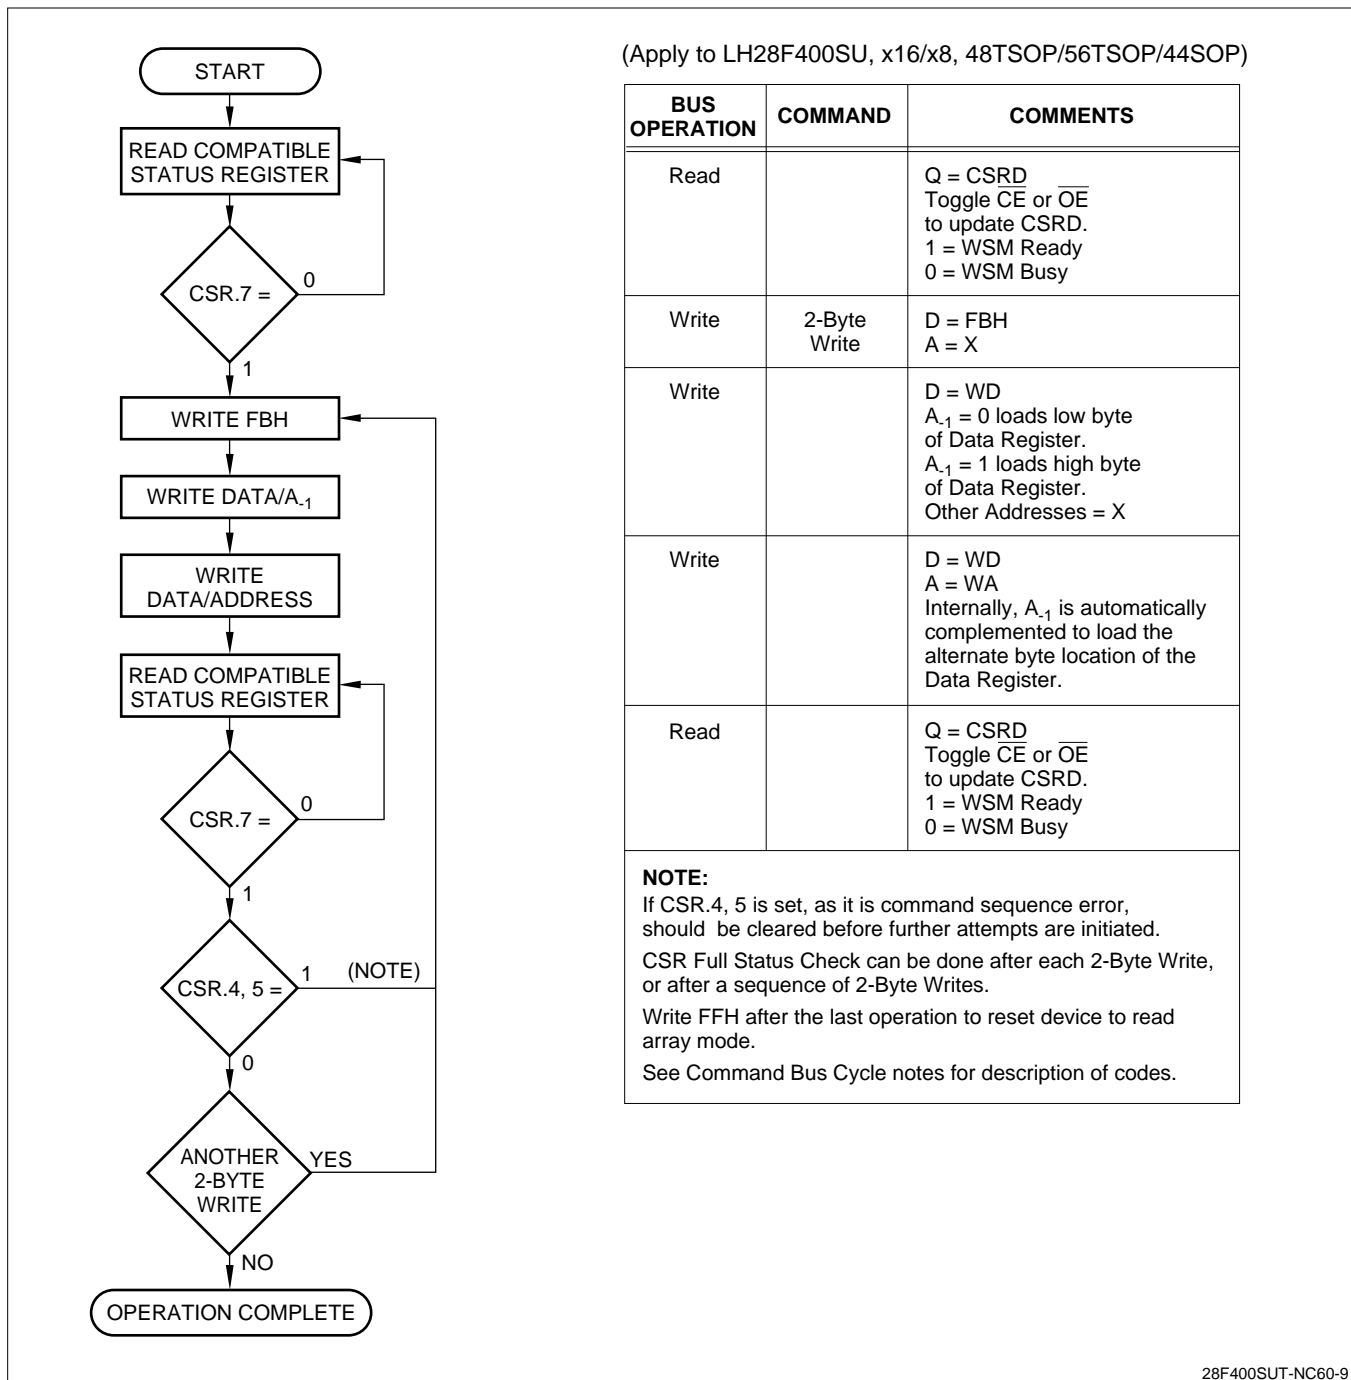 START
READ COMPATIBLE
STATUS REGISTER
CSR.7 =
0
1
WRITE FBH
WRITE DATA/A-1
WRITE
DATA/ADDRESS
READ COMPATIBLE
STATUS REGISTER
CSR.7 =
0
1
CSR.4, 5 =
1
(NOTE)
0
ANOTHER
2-BYTE
WRITE
YES
NO
OPERATION COMPLETE
(Apply to LH28F400SU, x16/x8, 48TSOP/56TSOP/44SOP)
BUS
OPERATION
COMMAND
COMMENTS
Read
Q = CSRD
Toggle C̅E̅ or O̅E̅
to update CSRD.
1 = WSM Ready
0 = WSM Busy
Write
2-Byte
Write
D = FBH
A = X
Write
D = WD
A-1 = 0 loads low byte
of Data Register.
A-1 = 1 loads high byte
of Data Register.
Other Addresses = X
Write
D = WD
A = WA
Internally, A-1 is automatically
complemented to load the
alternate byte location of the
Data Register.
Read
Q = CSRD
Toggle C̅E̅ or O̅E̅
to update CSRD.
1 = WSM Ready
0 = WSM Busy
NOTE:
If CSR.4, 5 is set, as it is command sequence error,
should be cleared before further attempts are initiated.
CSR Full Status Check can be done after each 2-Byte Write,
or after a sequence of 2-Byte Writes.
Write FFH after the last operation to reset device to read
array mode.
See Command Bus Cycle notes for description of codes.
28F400SUT-NC60-9